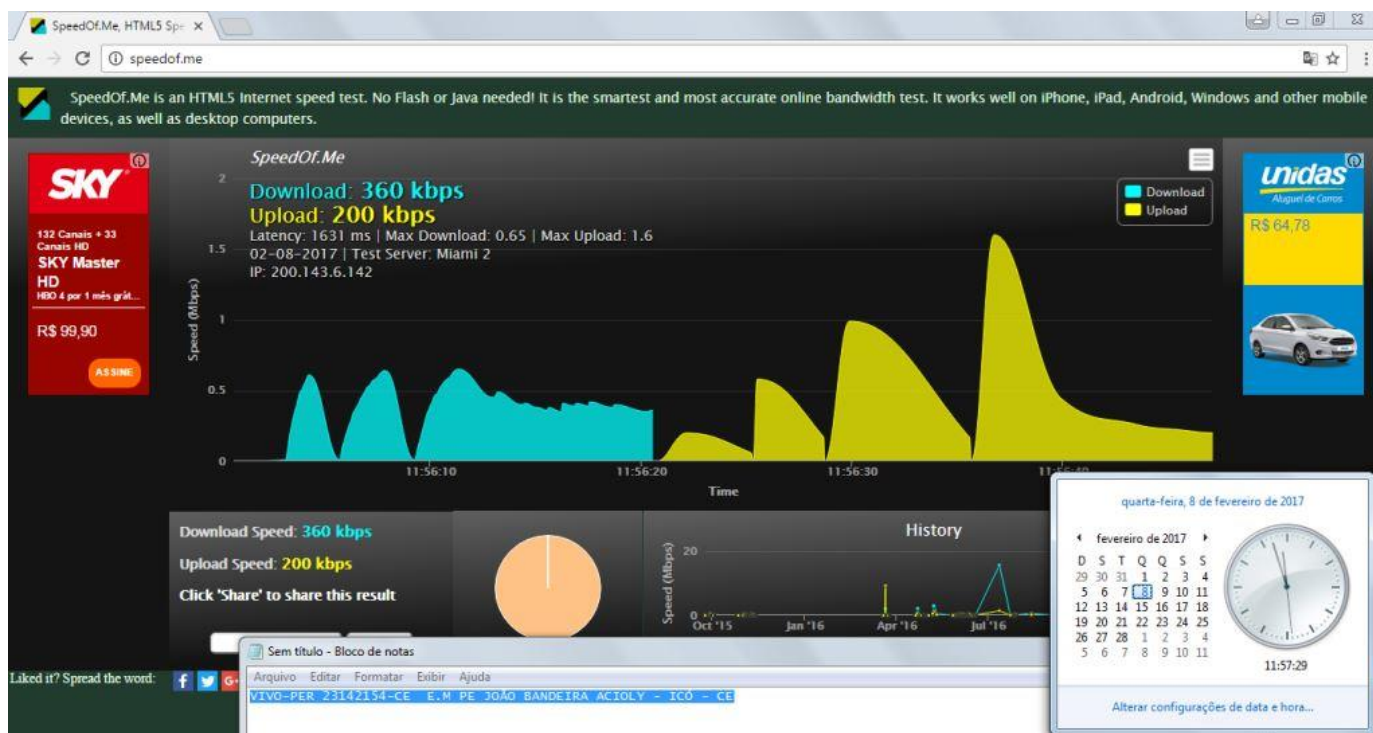 SpeedOf.Me, HTML5 Spe
speedof.me
SpeedOf.Me is an HTML5 Internet speed test. No Flash or Java needed! It is the smartest and most accurate online bandwidth test. It works well on iPhone, iPad, Android, Windows and other mobile
devices, as well as desktop computers.
SKY
132 Canais + 33
Canais HD
SKY Master
HD
HBO 4 por 1 mês grát...
R$ 99,90
ASSINE
SpeedOf.Me
Download: 360 kbps
Upload: 200 kbps
Latency: 1631 ms | Max Download: 0.65 | Max Upload: 1.6
02-08-2017 | Test Server: Miami 2
IP: 200.143.6.142
Download
Upload
Speed (Mbps)
2
1.5
1
0.5
0
11:56:10 11:56:20 11:56:30 11:56:40
Time
unidas
Aluguel de Carros
R$ 64,78
Download Speed: 360 kbps
Upload Speed: 200 kbps
Click 'Share' to share this result
History
Speed (Mbps)
20
0
Oct '15 Jan '16 Apr '16 Jul '16
Liked it? Spread the word:
f G+
Sem título - Bloco de notas
Arquivo Editar Formatar Exibir Ajuda
VIVO-PER 23142154-CE E.M PE JOÃO BANDEIRA ACIOLY - ICÓ - CE
quarta-feira, 8 de fevereiro de 2017
fevereiro de 2017
D S T Q Q S S
29 30 31 1 2 3 4
5 6 7 8 9 10 11
12 13 14 15 16 17 18
19 20 21 22 23 24 25
26 27 28 1 2 3 4
5 6 7 8 9 10 11
11:57:29
Alterar configurações de data e hora...